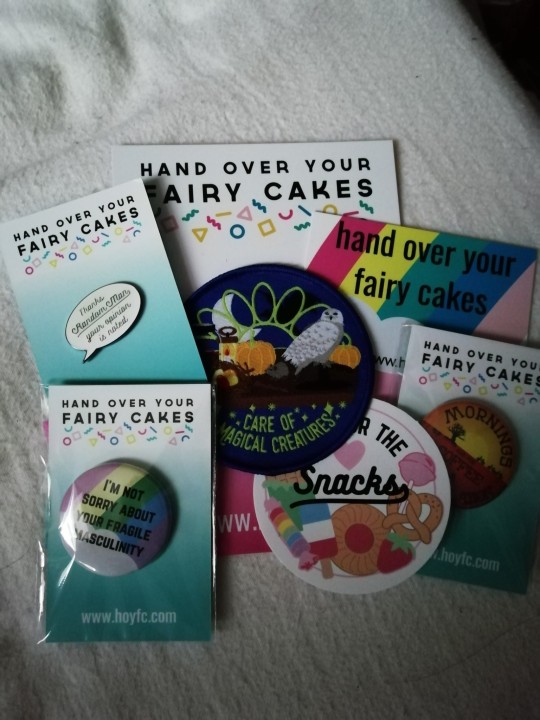 HAND OVER YOUR
FAIRY CAKES
HAND OVER YOUR
FAIRY CAKES
Thanks
Random Man
your opinion
is noted
hand over your
fairy cakes
CARE OF
MAGICAL CREATURES
www.
HAND OVER YOUR
FAIRY CAKES
MORNINGS
HAND OVER YOUR
FAIRY CAKES
I'M NOT
SORRY ABOUT
YOUR FRAGILE
MASCULINITY
www.hoyfc.com
THE
Snacks